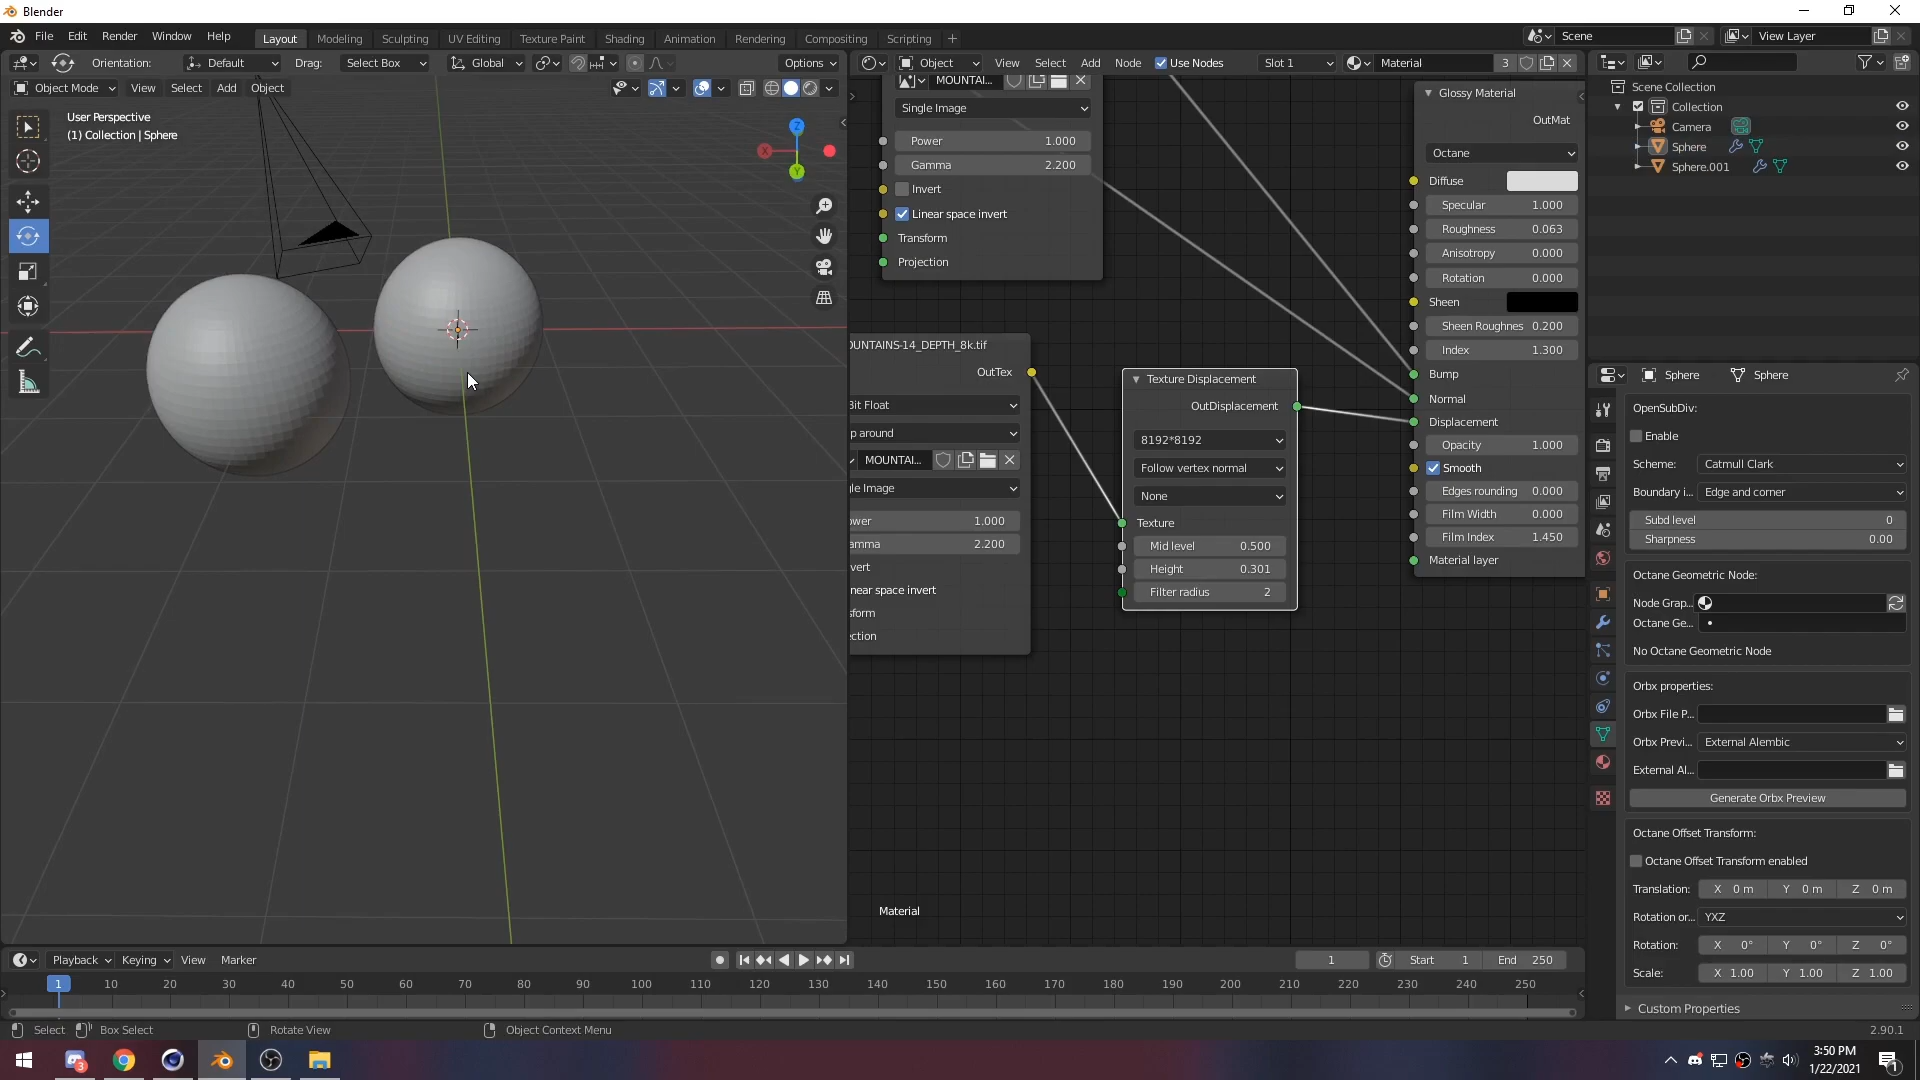 Blender
File Edit Render Window Help
Layout Modeling Sculpting UV Editing Texture Paint Shading Animation Rendering Compositing Scripting +
Scene
View Layer
Orientation: Default Drag: Select Box Global Options
Object View Select Add Node Use Nodes Slot 1 Material 3
Object Mode View Select Add Object
User Perspective
(1) Collection | Sphere
Z
X
Y
MOUNTAI...
Single Image
Power 1.000
Gamma 2.200
Invert
Linear space invert
Transform
Projection
OUNTAINS-14_DEPTH_8k.tif
OutTex
Bit Float
p around
MOUNTAI...
gle Image
ower 1.000
amma 2.200
nvert
near space invert
sform
ection
Texture Displacement
OutDisplacement
8192*8192
Follow vertex normal
None
Texture
Mid level 0.500
Height 0.301
Filter radius 2
Glossy Material
OutMat
Octane
Diffuse
Specular 1.000
Roughness 0.063
Anisotropy 0.000
Rotation 0.000
Sheen
Sheen Roughnes 0.200
Index 1.300
Bump
Normal
Displacement
Opacity 1.000
Smooth
Edges rounding 0.000
Film Width 0.000
Film Index 1.450
Material layer
Material
Scene Collection
Collection
Camera
Sphere
Sphere.001
Sphere Sphere
OpenSubDiv:
Enable
Scheme: Catmull Clark
Boundary i... Edge and corner
Subd level 0
Sharpness 0.00
Octane Geometric Node:
Node Grap...
Octane Ge...
No Octane Geometric Node
Orbx properties:
Orbx File P...
Orbx Previ... External Alembic
External Al...
Generate Orbx Preview
Octane Offset Transform:
Octane Offset Transform enabled
Translation: X 0 m Y 0 m Z 0 m
Rotation or... YXZ
Rotation: X 0° Y 0° Z 0°
Scale: X 1.00 Y 1.00 Z 1.00
Custom Properties
Playback Keying View Marker
1 Start 1 End 250
1 10 20 30 40 50 60 70 80 90 100 110 120 130 140 150 160 170 180 190 200 210 220 230 240 250
Select Box Select Rotate View Object Context Menu
2.90.1
3
3:50 PM
1/22/2021
1